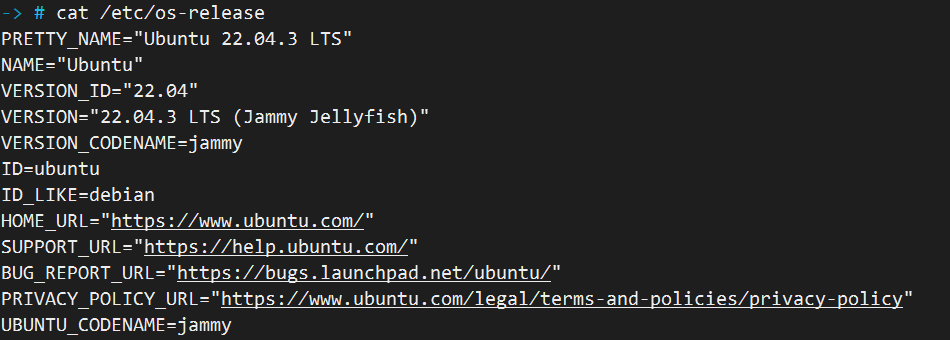 -> # cat /etc/os-release
PRETTY_NAME="Ubuntu 22.04.3 LTS"
NAME="Ubuntu"
VERSION_ID="22.04"
VERSION="22.04.3 LTS (Jammy Jellyfish)"
VERSION_CODENAME=jammy
ID=ubuntu
ID_LIKE=debian
HOME_URL="https://www.ubuntu.com/"
SUPPORT_URL="https://help.ubuntu.com/"
BUG_REPORT_URL="https://bugs.launchpad.net/ubuntu/"
PRIVACY_POLICY_URL="https://www.ubuntu.com/legal/terms-and-policies/privacy-policy"
UBUNTU_CODENAME=jammy